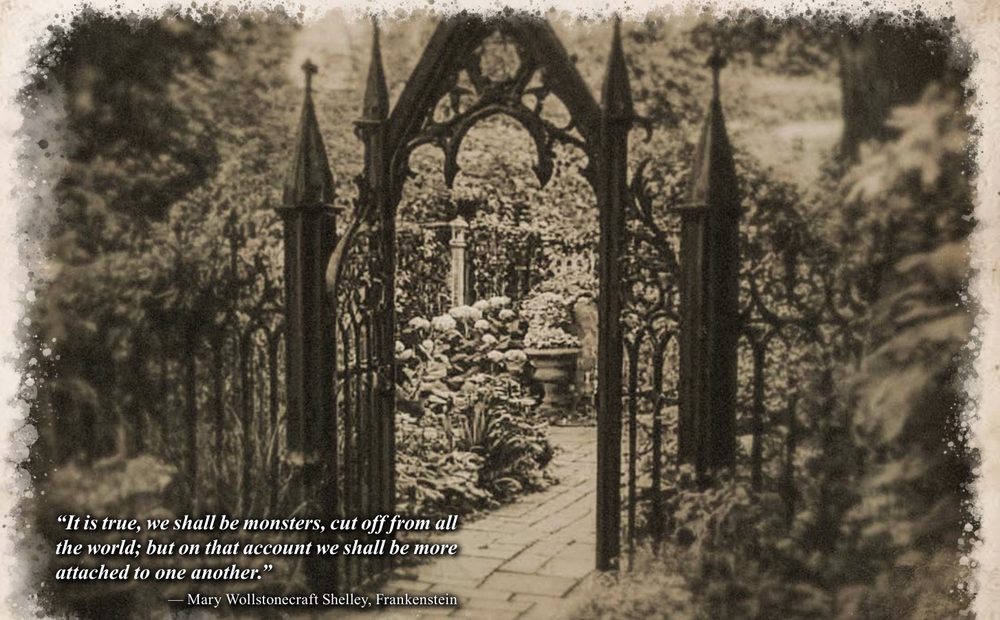 “It is true, we shall be monsters, cut off from all
the world; but on that account we shall be more
attached to one another.”
— Mary Wollstonecraft Shelley, Frankenstein